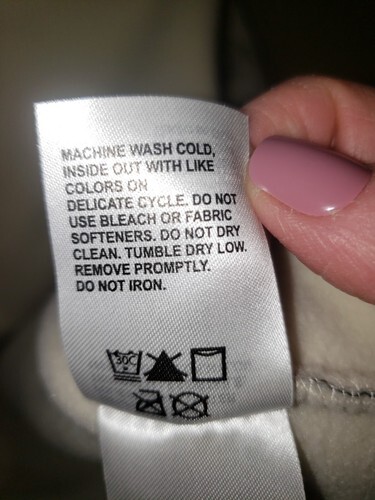 MACHINE WASH COLD,
INSIDE OUT WITH LIKE
COLORS ON
DELICATE CYCLE. DO NOT
USE BLEACH OR FABRIC
SOFTENERS. DO NOT DRY
CLEAN. TUMBLE DRY LOW.
REMOVE PROMPTLY.
DO NOT IRON.
30C